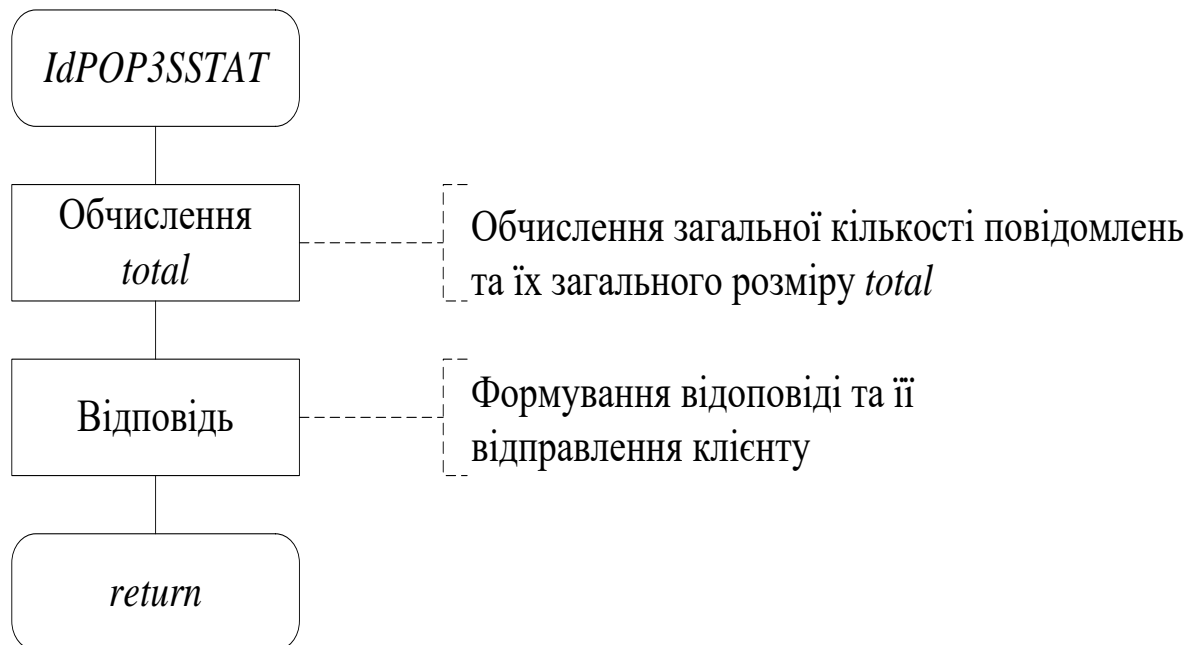 IdPOP3SSTAT
Обчислення
total
Обчислення загальної кількості повідомлень
та їх загального розміру total
Відповідь
Формування відоповіді та її
відправлення клієнту
return